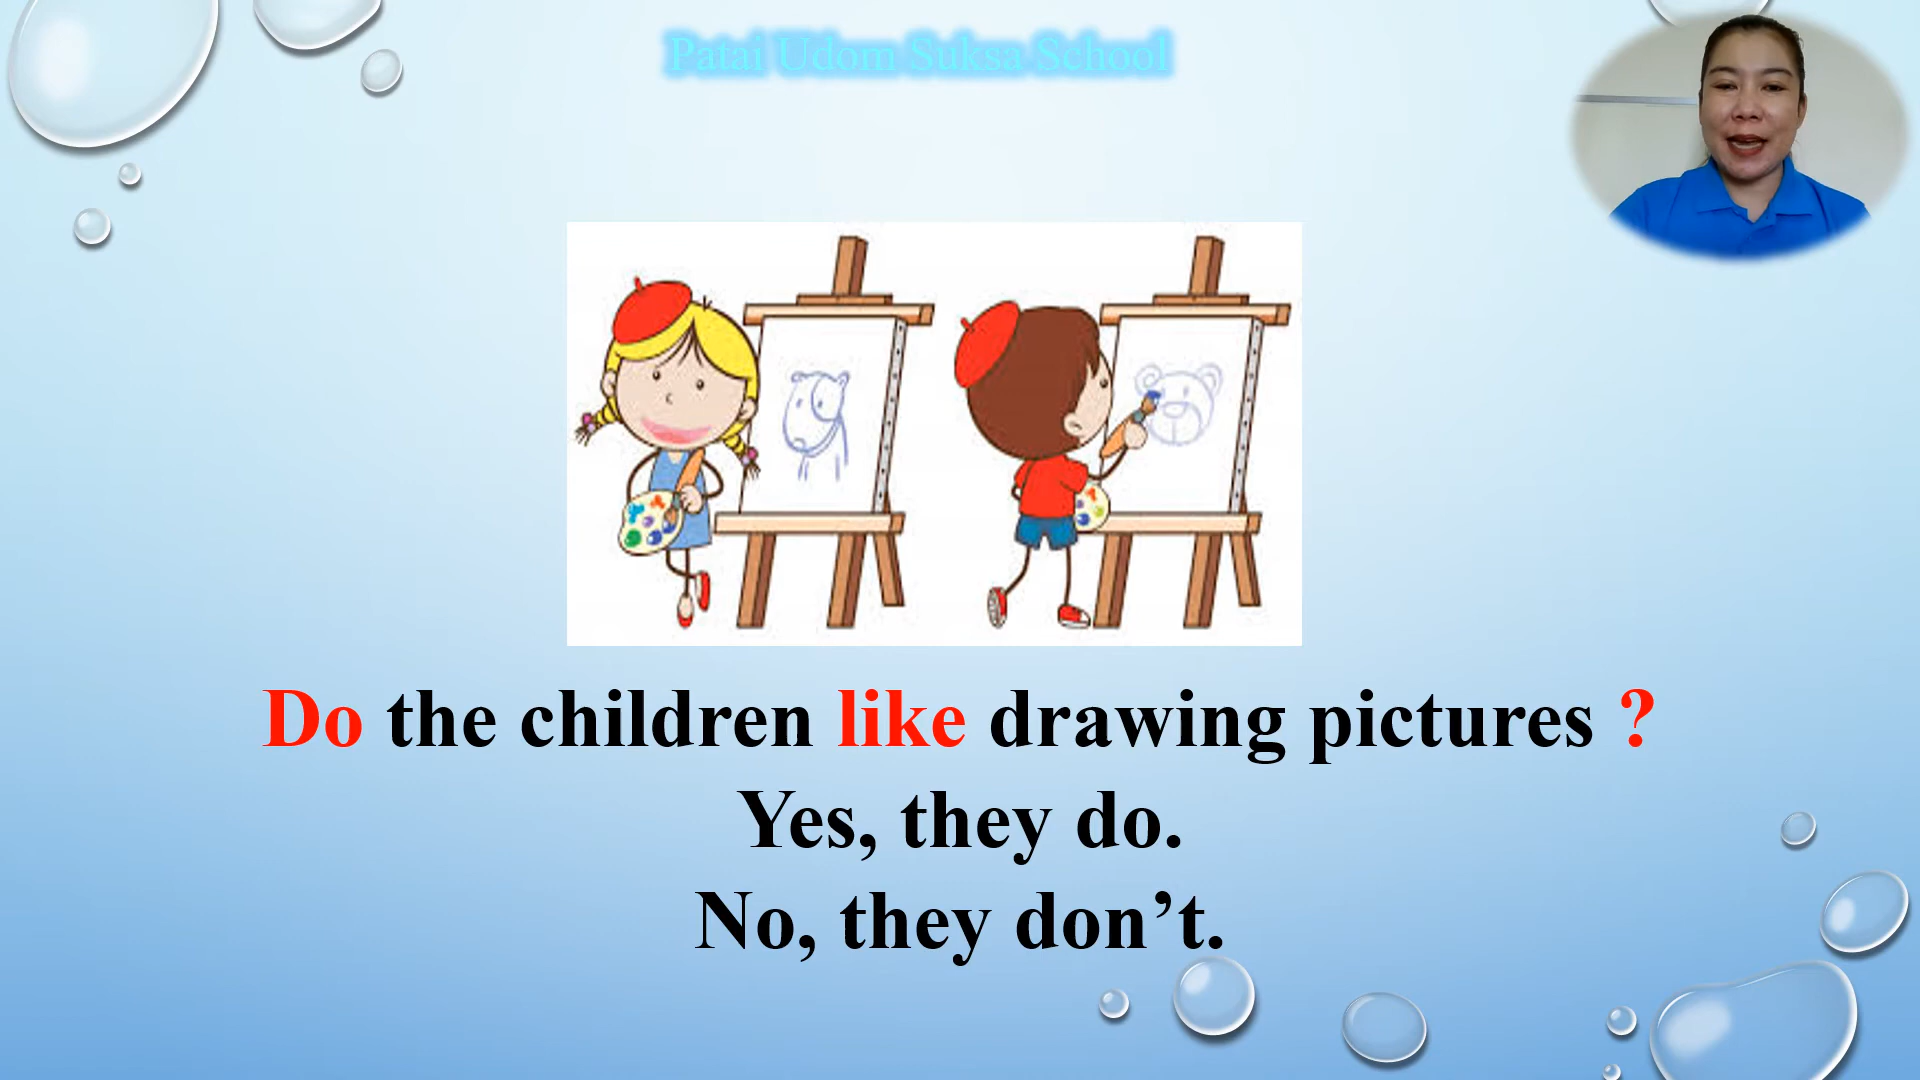 Patai Udom Suksa School
Do the children like drawing pictures ?
Yes, they do.
No, they don’t.